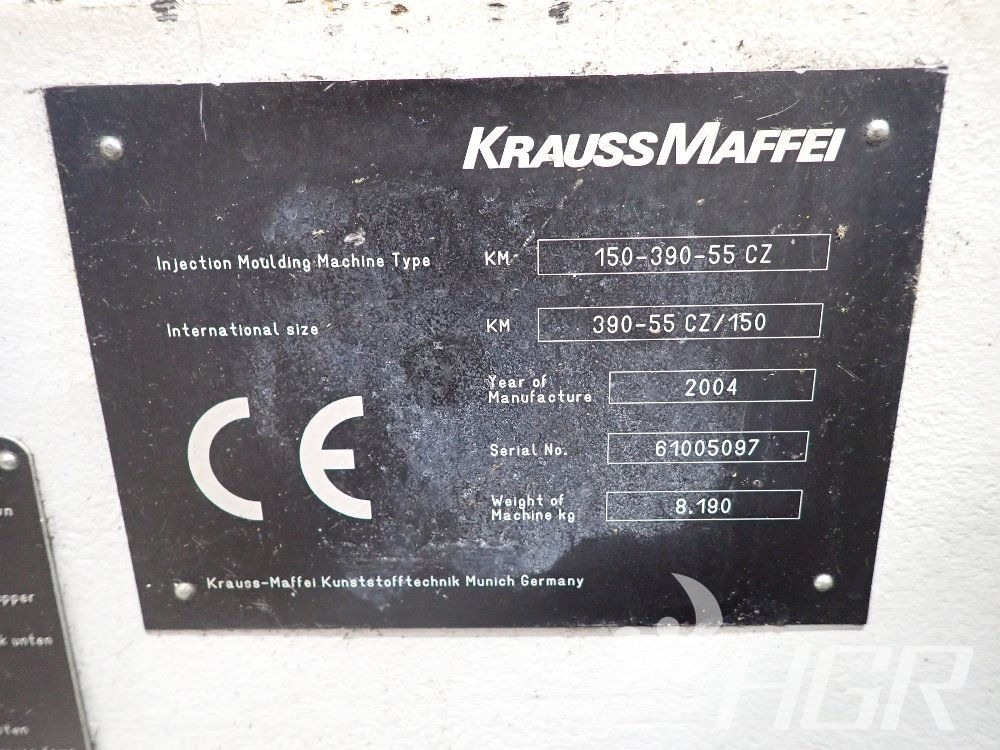 KRAUSSMAFFEI
Injection Moulding Machine Type KM 150-390-55 CZ
International size KM 390-55 CZ/150
Year of
Manufacture 2004
Serial No. 61005097
Weight of
Machine kg 8.190
CE
Krauss-Maffei Kunststofftechnik Munich Germany
unten
HGR